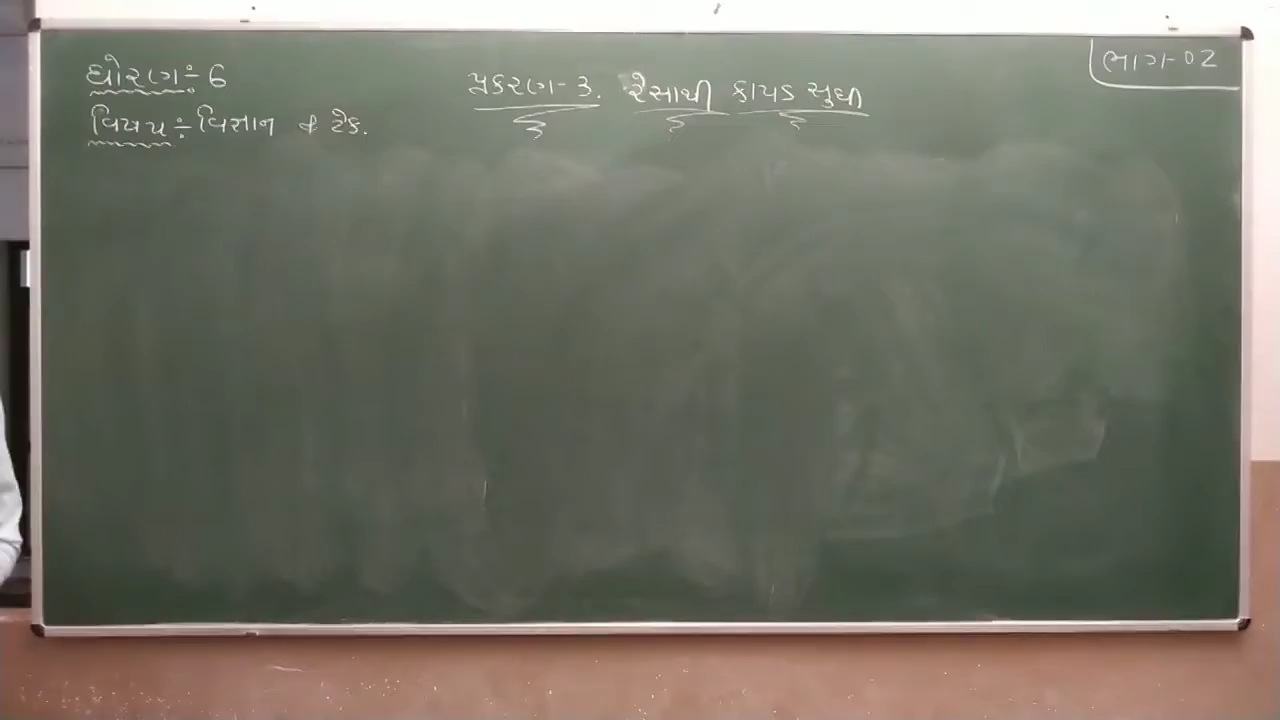 ધોરણ÷ 6
વિષય÷ વિજ્ઞાન & ટેક.
પ્રકરણ-3. રેસાથી કાપડ સુધી
ભાગ-02